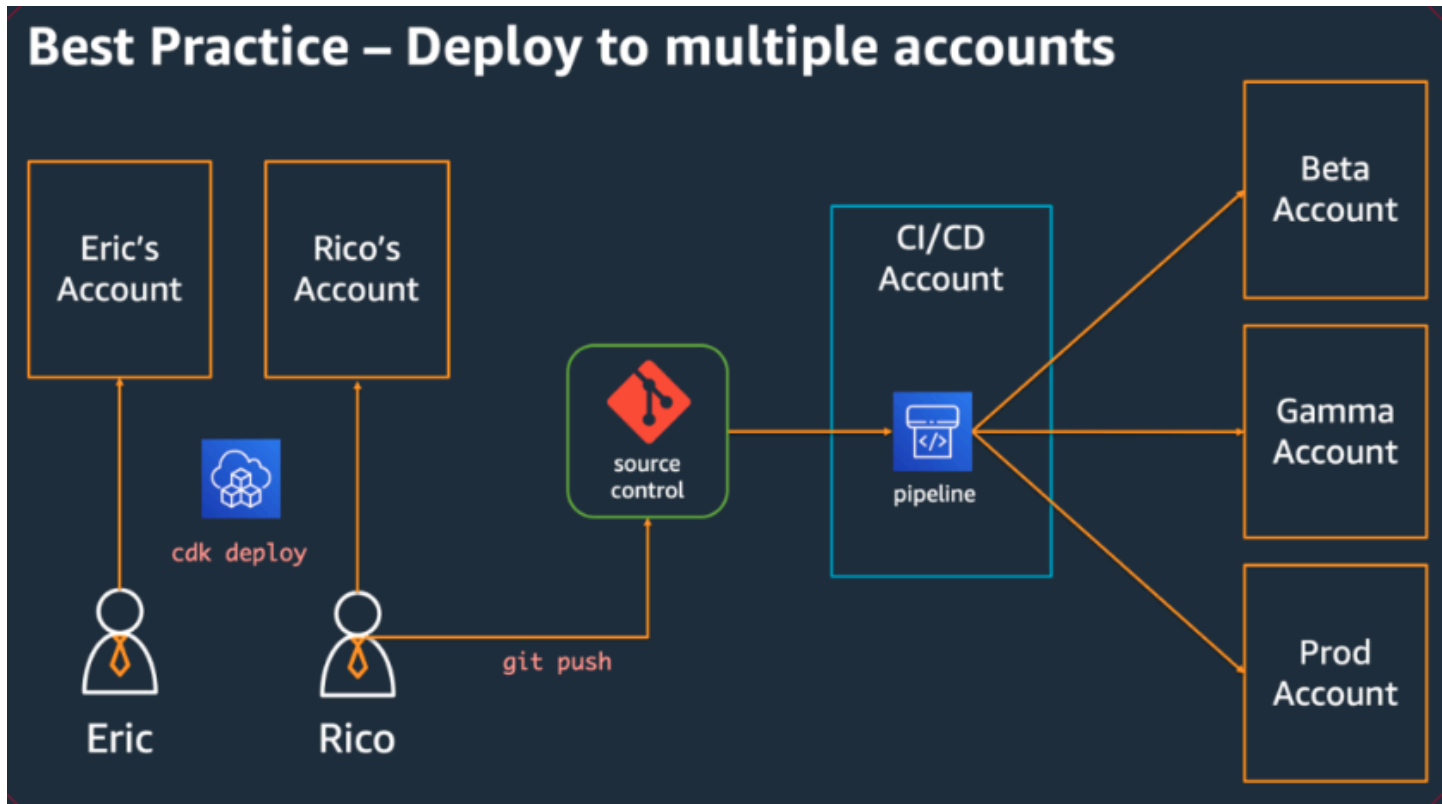 Best Practice – Deploy to multiple accounts
Eric’s
Account
Rico’s
Account
cdk deploy
Eric
Rico
git push
source
control
CI/CD
Account
</>
pipeline
Beta
Account
Gamma
Account
Prod
Account